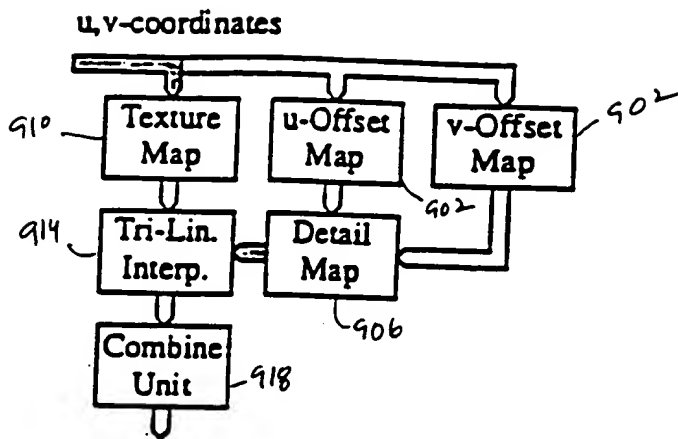 u,v-coordinates
910
Texture
Map
u-Offset
Map
902
v-Offset
Map
902
914
Tri-Lin.
Interp.
Detail
Map
906
Combine
Unit
918